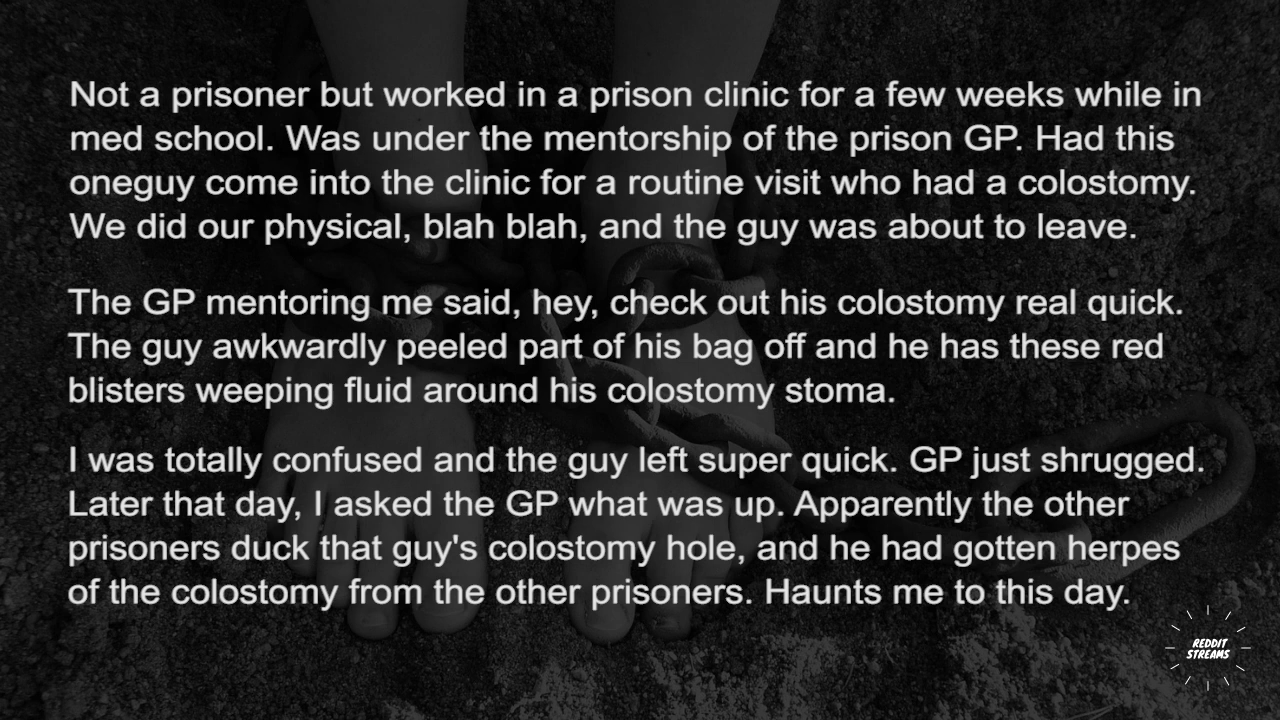 Not a prisoner but worked in a prison clinic for a few weeks while in
med school. Was under the mentorship of the prison GP. Had this
oneguy come into the clinic for a routine visit who had a colostomy.
We did our physical, blah blah, and the guy was about to leave.
The GP mentoring me said, hey, check out his colostomy real quick.
The guy awkwardly peeled part of his bag off and he has these red
blisters weeping fluid around his colostomy stoma.
I was totally confused and the guy left super quick. GP just shrugged.
Later that day, I asked the GP what was up. Apparently the other
prisoners duck that guy's colostomy hole, and he had gotten herpes
of the colostomy from the other prisoners. Haunts me to this day.
REDDIT
STREAMS